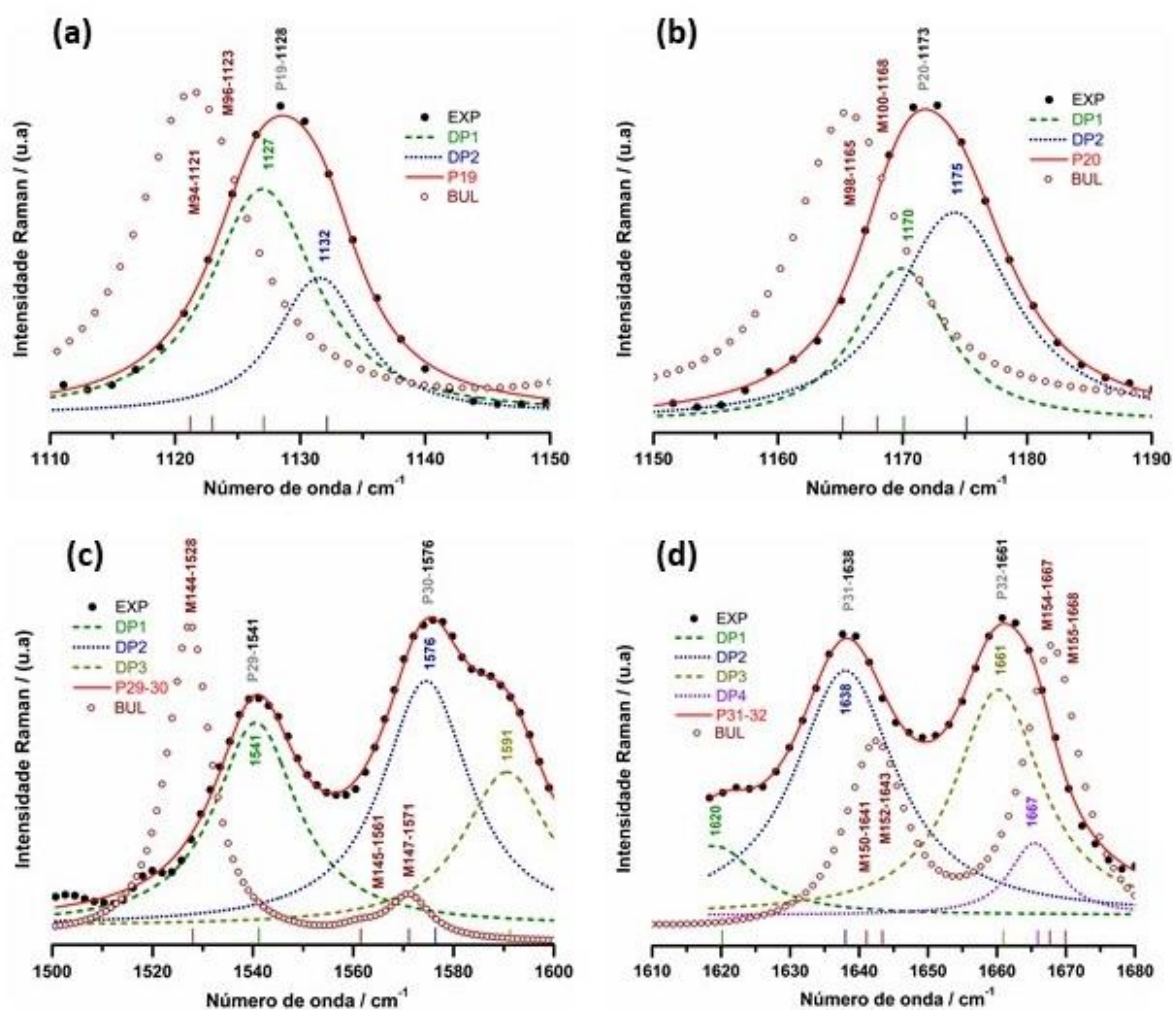 (a)
M96-1123
P19-1128
M94-1121
1127
1132
EXP
DP1
DP2
P19
BUL
Intensidade Raman / (u.a)
1110 1120 1130 1140 1150
Número de onda / cm-1
(b)
M100-1168
P20-1173
M98-1165
1170
1175
EXP
DP1
DP2
P20
BUL
Intensidade Raman / (u.a)
1150 1160 1170 1180 1190
Número de onda / cm-1
(c)
M144-1528
P29-1541
P30-1576
1541
1576
1591
M145-1561
M147-1571
EXP
DP1
DP2
DP3
P29-30
BUL
Intensidade Raman / (u.a)
1500 1520 1540 1560 1580 1600
Número de onda / cm-1
(d)
P31-1638
P32-1661
M154-1667
M155-1668
1620
1638
1661
1667
M150-1641
M152-1643
EXP
DP1
DP2
DP3
DP4
P31-32
BUL
Intensidade Raman / (u.a)
1610 1620 1630 1640 1650 1660 1670 1680
Número de onda / cm-1